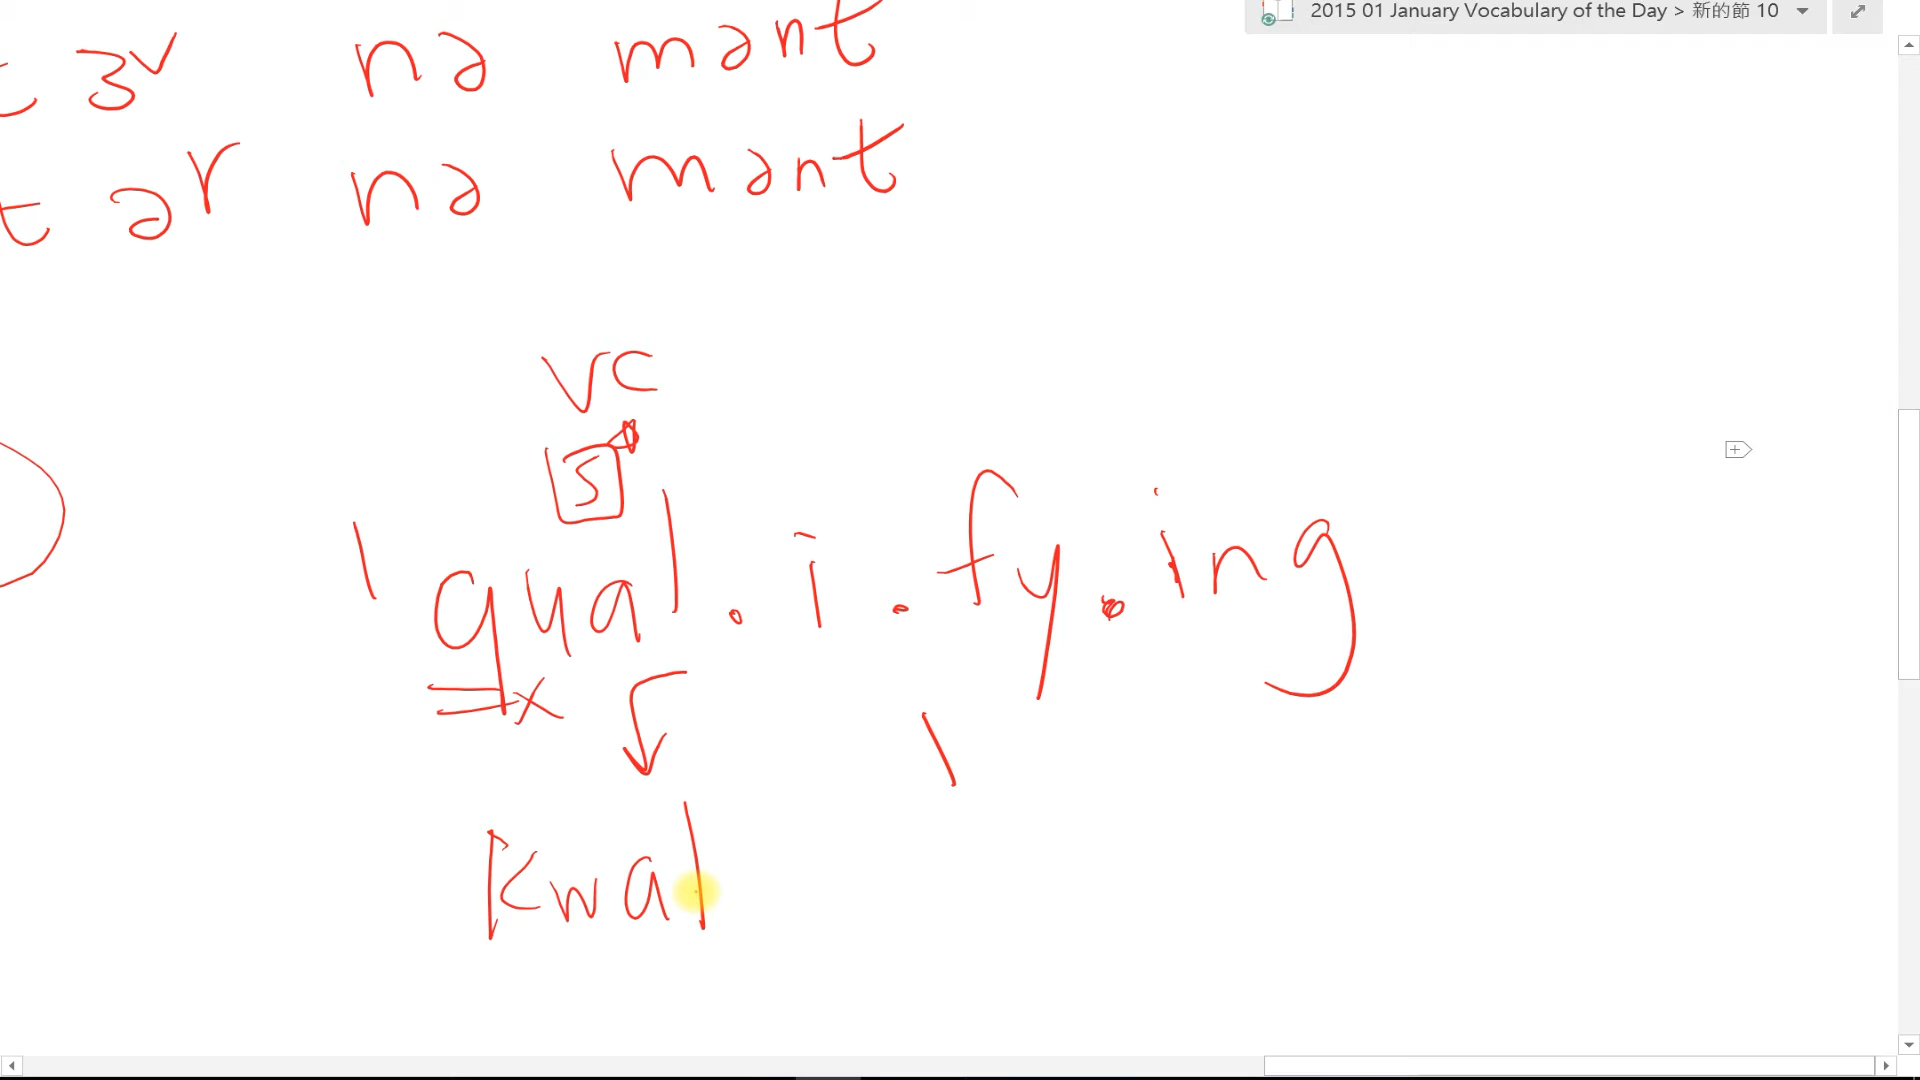 2015 01 January Vocabulary of the Day > 新的節 10
t ɜr nə mənt
t ər nə mənt
VC
S
'qual.i.fy.ing
x
kwal